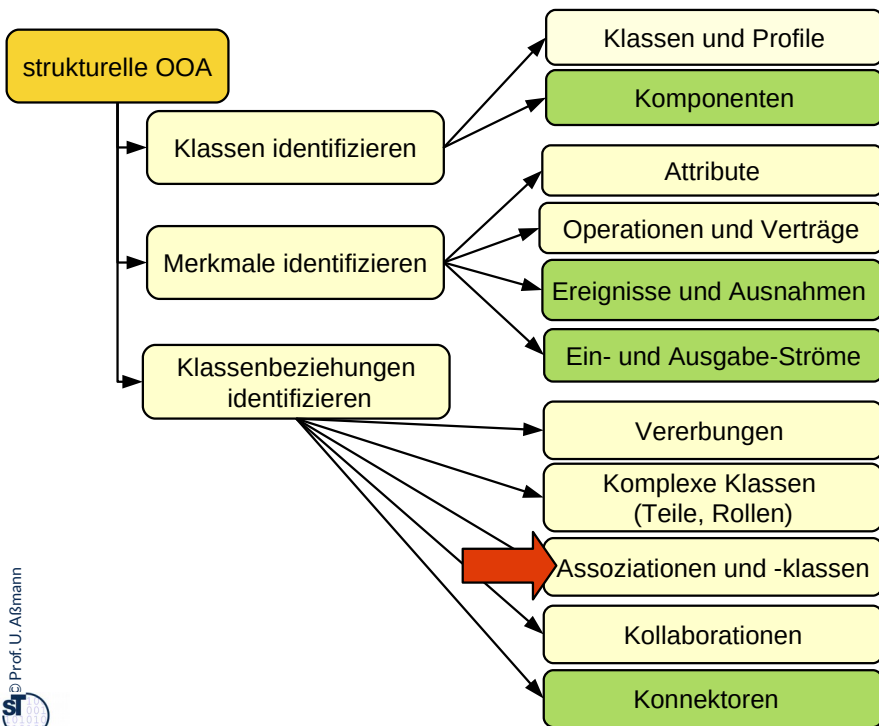 strukturelle OOA
Klassen identifizieren
Klassen und Profile
Komponenten
Merkmale identifizieren
Attribute
Operationen und Verträge
Ereignisse und Ausnahmen
Ein- und Ausgabe-Ströme
Klassenbeziehungen
identifizieren
Vererbungen
Komplexe Klassen
(Teile, Rollen)
Assoziationen und -klassen
Kollaborationen
Konnektoren
© Prof. U. Aßmann
ST